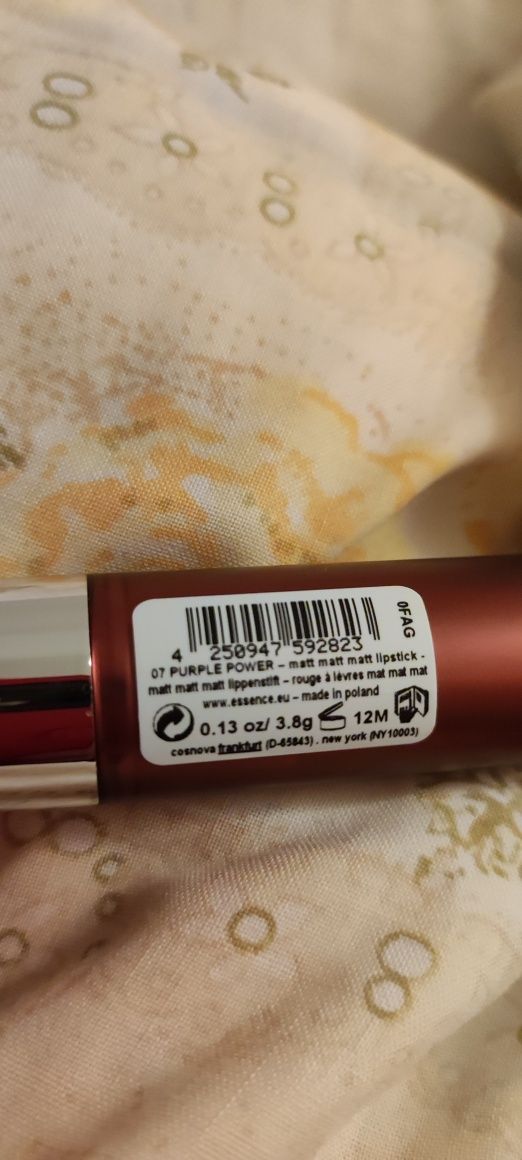 0FAG
4 250947 592823
07 PURPLE POWER – matt matt matt lipstick -
matt matt matt lippenstift – rouge à lèvres mat mat mat
www.essence.eu – made in poland
0.13 oz/ 3.8g 12M
cosnova frankfurt (D-65843) . new york (NY10003)